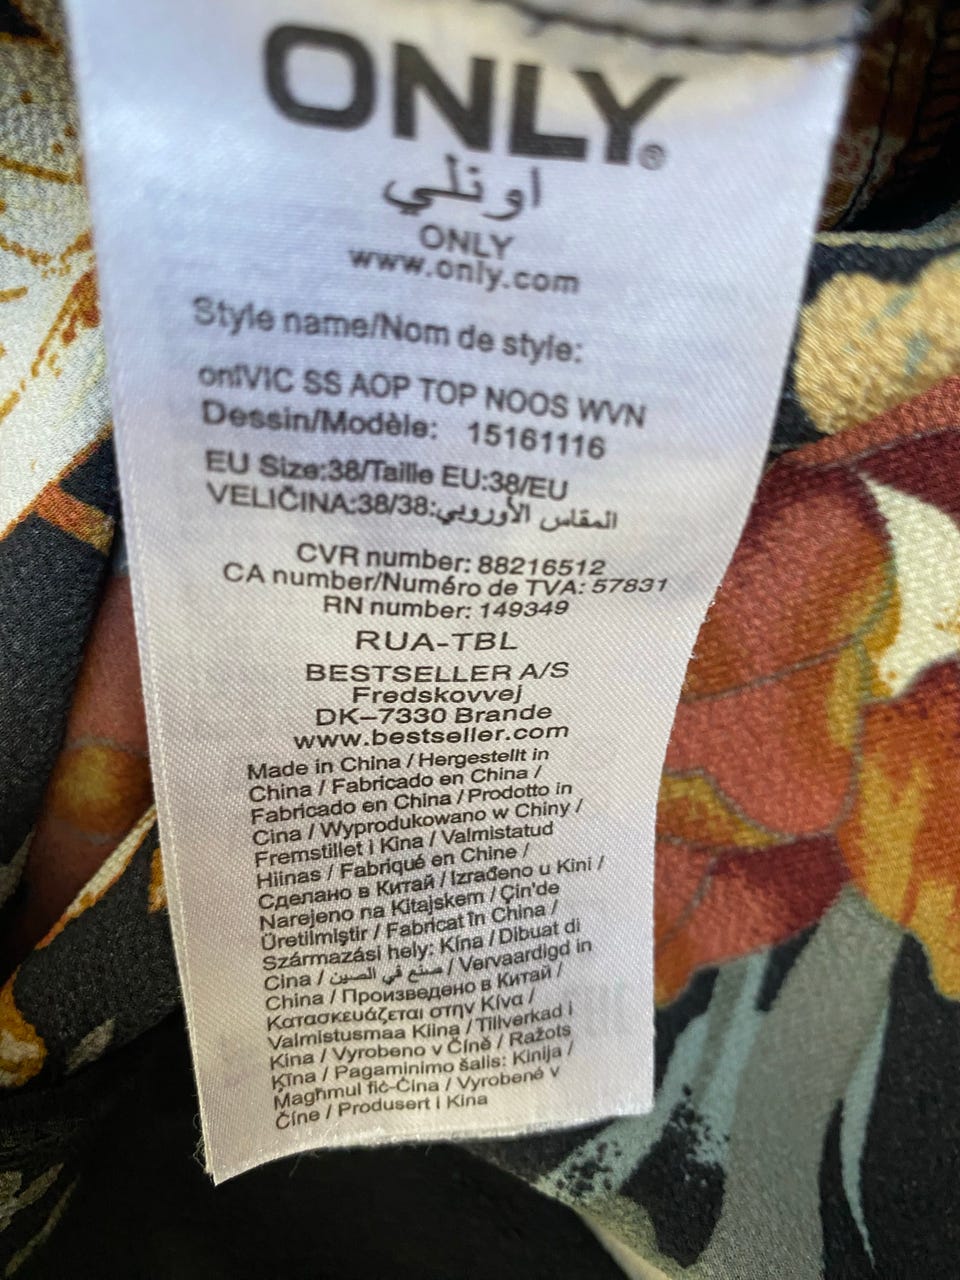 ONLY®
اونلي
ONLY
www.only.com
Style name/Nom de style:
onlVIC SS AOP TOP NOOS WVN
Dessin/Modèle: 15161116
EU Size:38/Taille EU:38/EU
VELIČINA:38/38:المقاس الأوروبي
CVR number: 88216512
CA number/Numéro de TVA: 57831
RN number: 149349
RUA-TBL
BESTSELLER A/S
Fredskovvej
DK–7330 Brande
www.bestseller.com
Made in China / Hergestellt in
China / Fabricado en China /
Fabricado en China / Prodotto in
Cina / Wyprodukowano w Chiny /
Fremstillet i Kina / Valmistatud
Hiinas / Fabriqué en Chine /
Сделано в Китай / Izrađeno u Kini /
Narejeno na Kitajskem / Çin'de
Üretilmiştir / Fabricat în China /
Származási hely: Kína / Dibuat di
Cina / صنع في الصين / Vervaardigd in
China / Произведено в Китай /
Κατασκευάζεται στην Κίνα /
Valmistusmaa Kiina / Tillverkad i
Kina / Vyrobeno v Číně / Ražots
Ķīna / Pagaminimo šalis: Kinija /
Magħmul fiċ-Ċina / Vyrobené v
Číne / Produsert i Kina